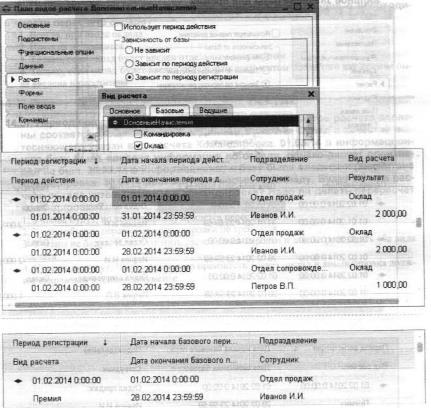 План видов расчета ДополнительныеНачисления
Основные
Подсистемы
Функциональные опции
Данные
Расчет
Формы
Поле ввода
Команды
Использует период действия
Зависимость от базы
Не зависит
Зависит по периоду действия
Зависит по периоду регистрации
Вид расчета
Основное Базовые Ведущие
ОсновныеНачисления
Командировка
Оклад
Период регистрации Дата начала периода дейст. Подразделение Вид расчета
Период действия Дата окончания периода д. Сотрудник Результат
01.02.2014 0:00:00 01.01.2014 0:00:00 Отдел продаж Оклад
01.01.2014 0:00:00 31.01.2014 23:59:59 Иванов И.И. 2 000,00
01.02.2014 0:00:00 01.02.2014 0:00:00 Отдел продаж Оклад
01.02.2014 0:00:00 28.02.2014 23:59:59 Иванов И.И. 2 000,00
01.02.2014 0:00:00 01.02.2014 0:00:00 Отдел сопровожде... Оклад
01.02.2014 0:00:00 28.02.2014 23:59:59 Петров В.П. 1 000,00
Период регистрации Дата начала базового пери... Подразделение
Вид расчета Дата окончания базового п... Сотрудник
01.02.2014 0:00:00 01.02.2014 0:00:00 Отдел продаж
Премия 28.02.2014 23:59:59 Иванов И.И.